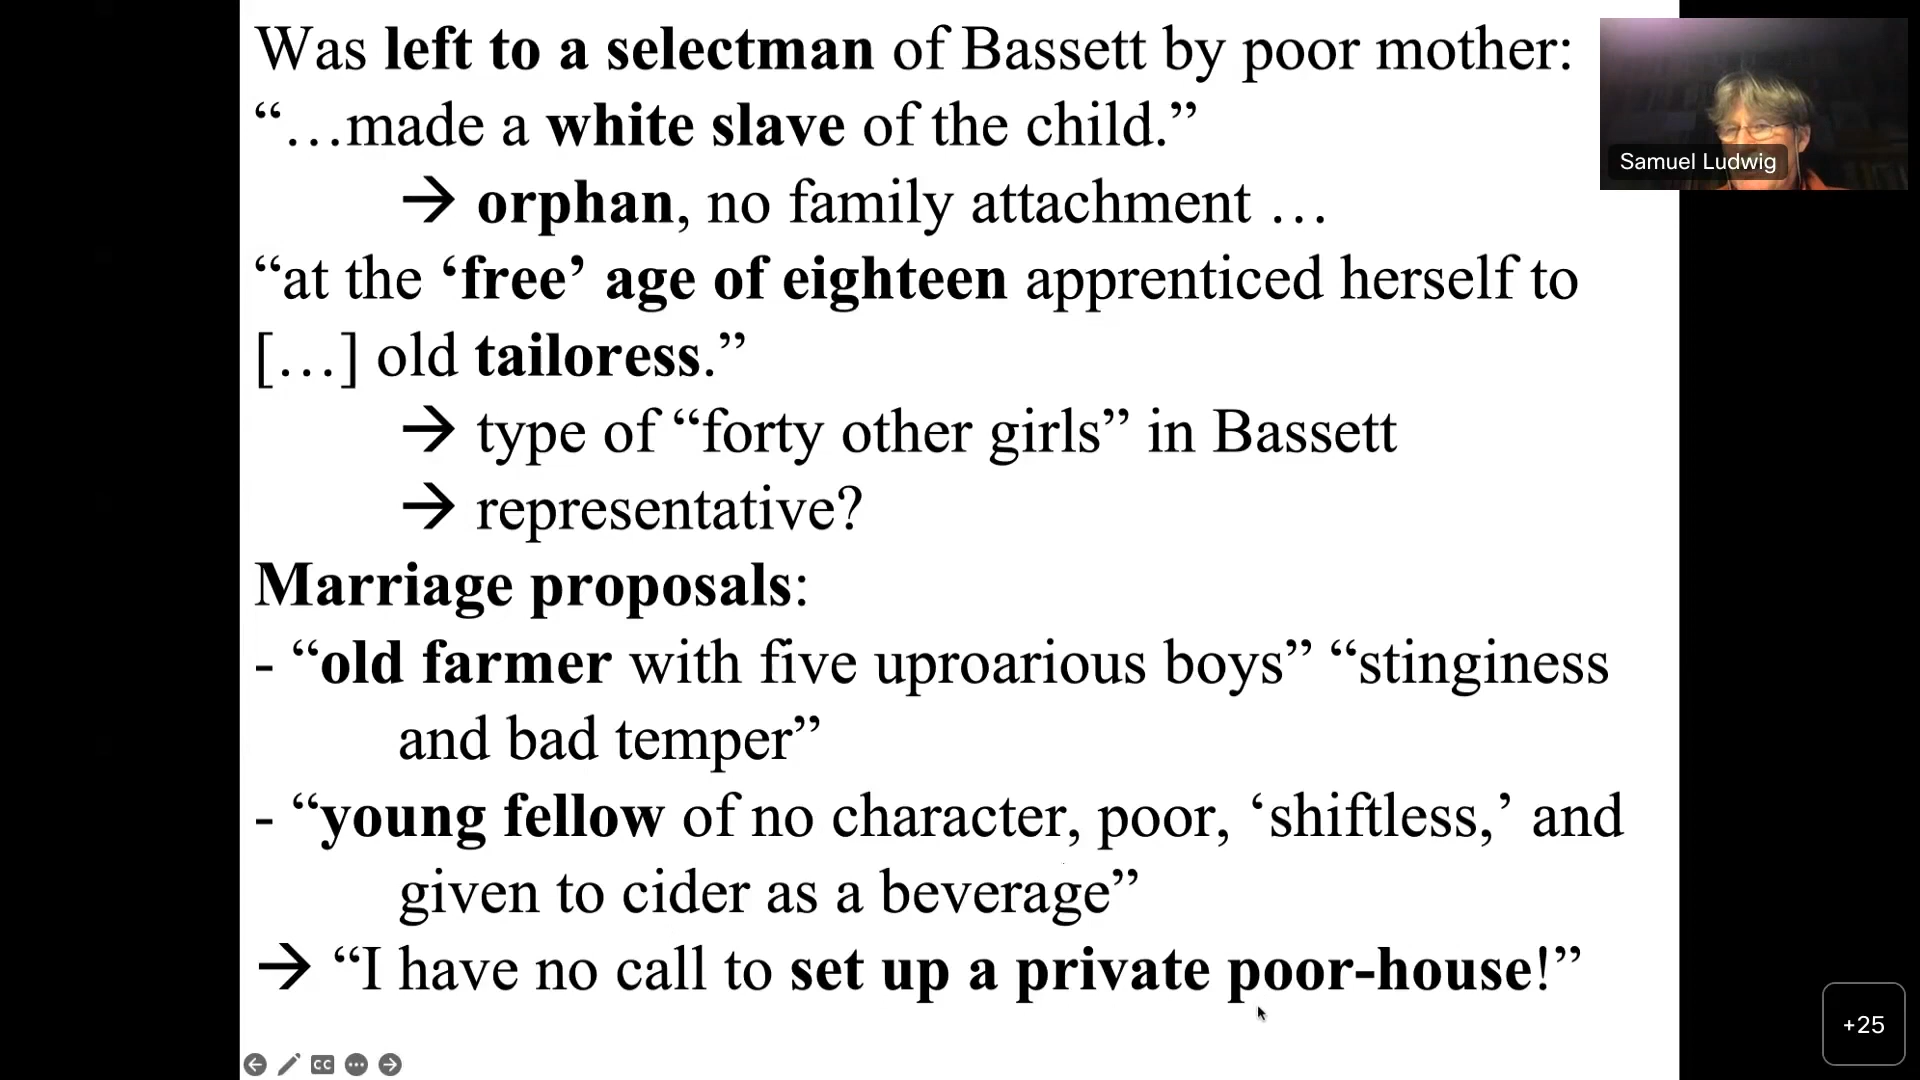 Was left to a selectman of Bassett by poor mother:
“…made a white slave of the child.”
→ orphan, no family attachment …
“at the ‘free’ age of eighteen apprenticed herself to
[…] old tailoress.”
→ type of “forty other girls” in Bassett
→ representative?
Marriage proposals:
- “old farmer with five uproarious boys” “stinginess
and bad temper”
- “young fellow of no character, poor, ‘shiftless,’ and
given to cider as a beverage”
→ “I have no call to set up a private poor-house!”
Samuel Ludwig
+25
CC